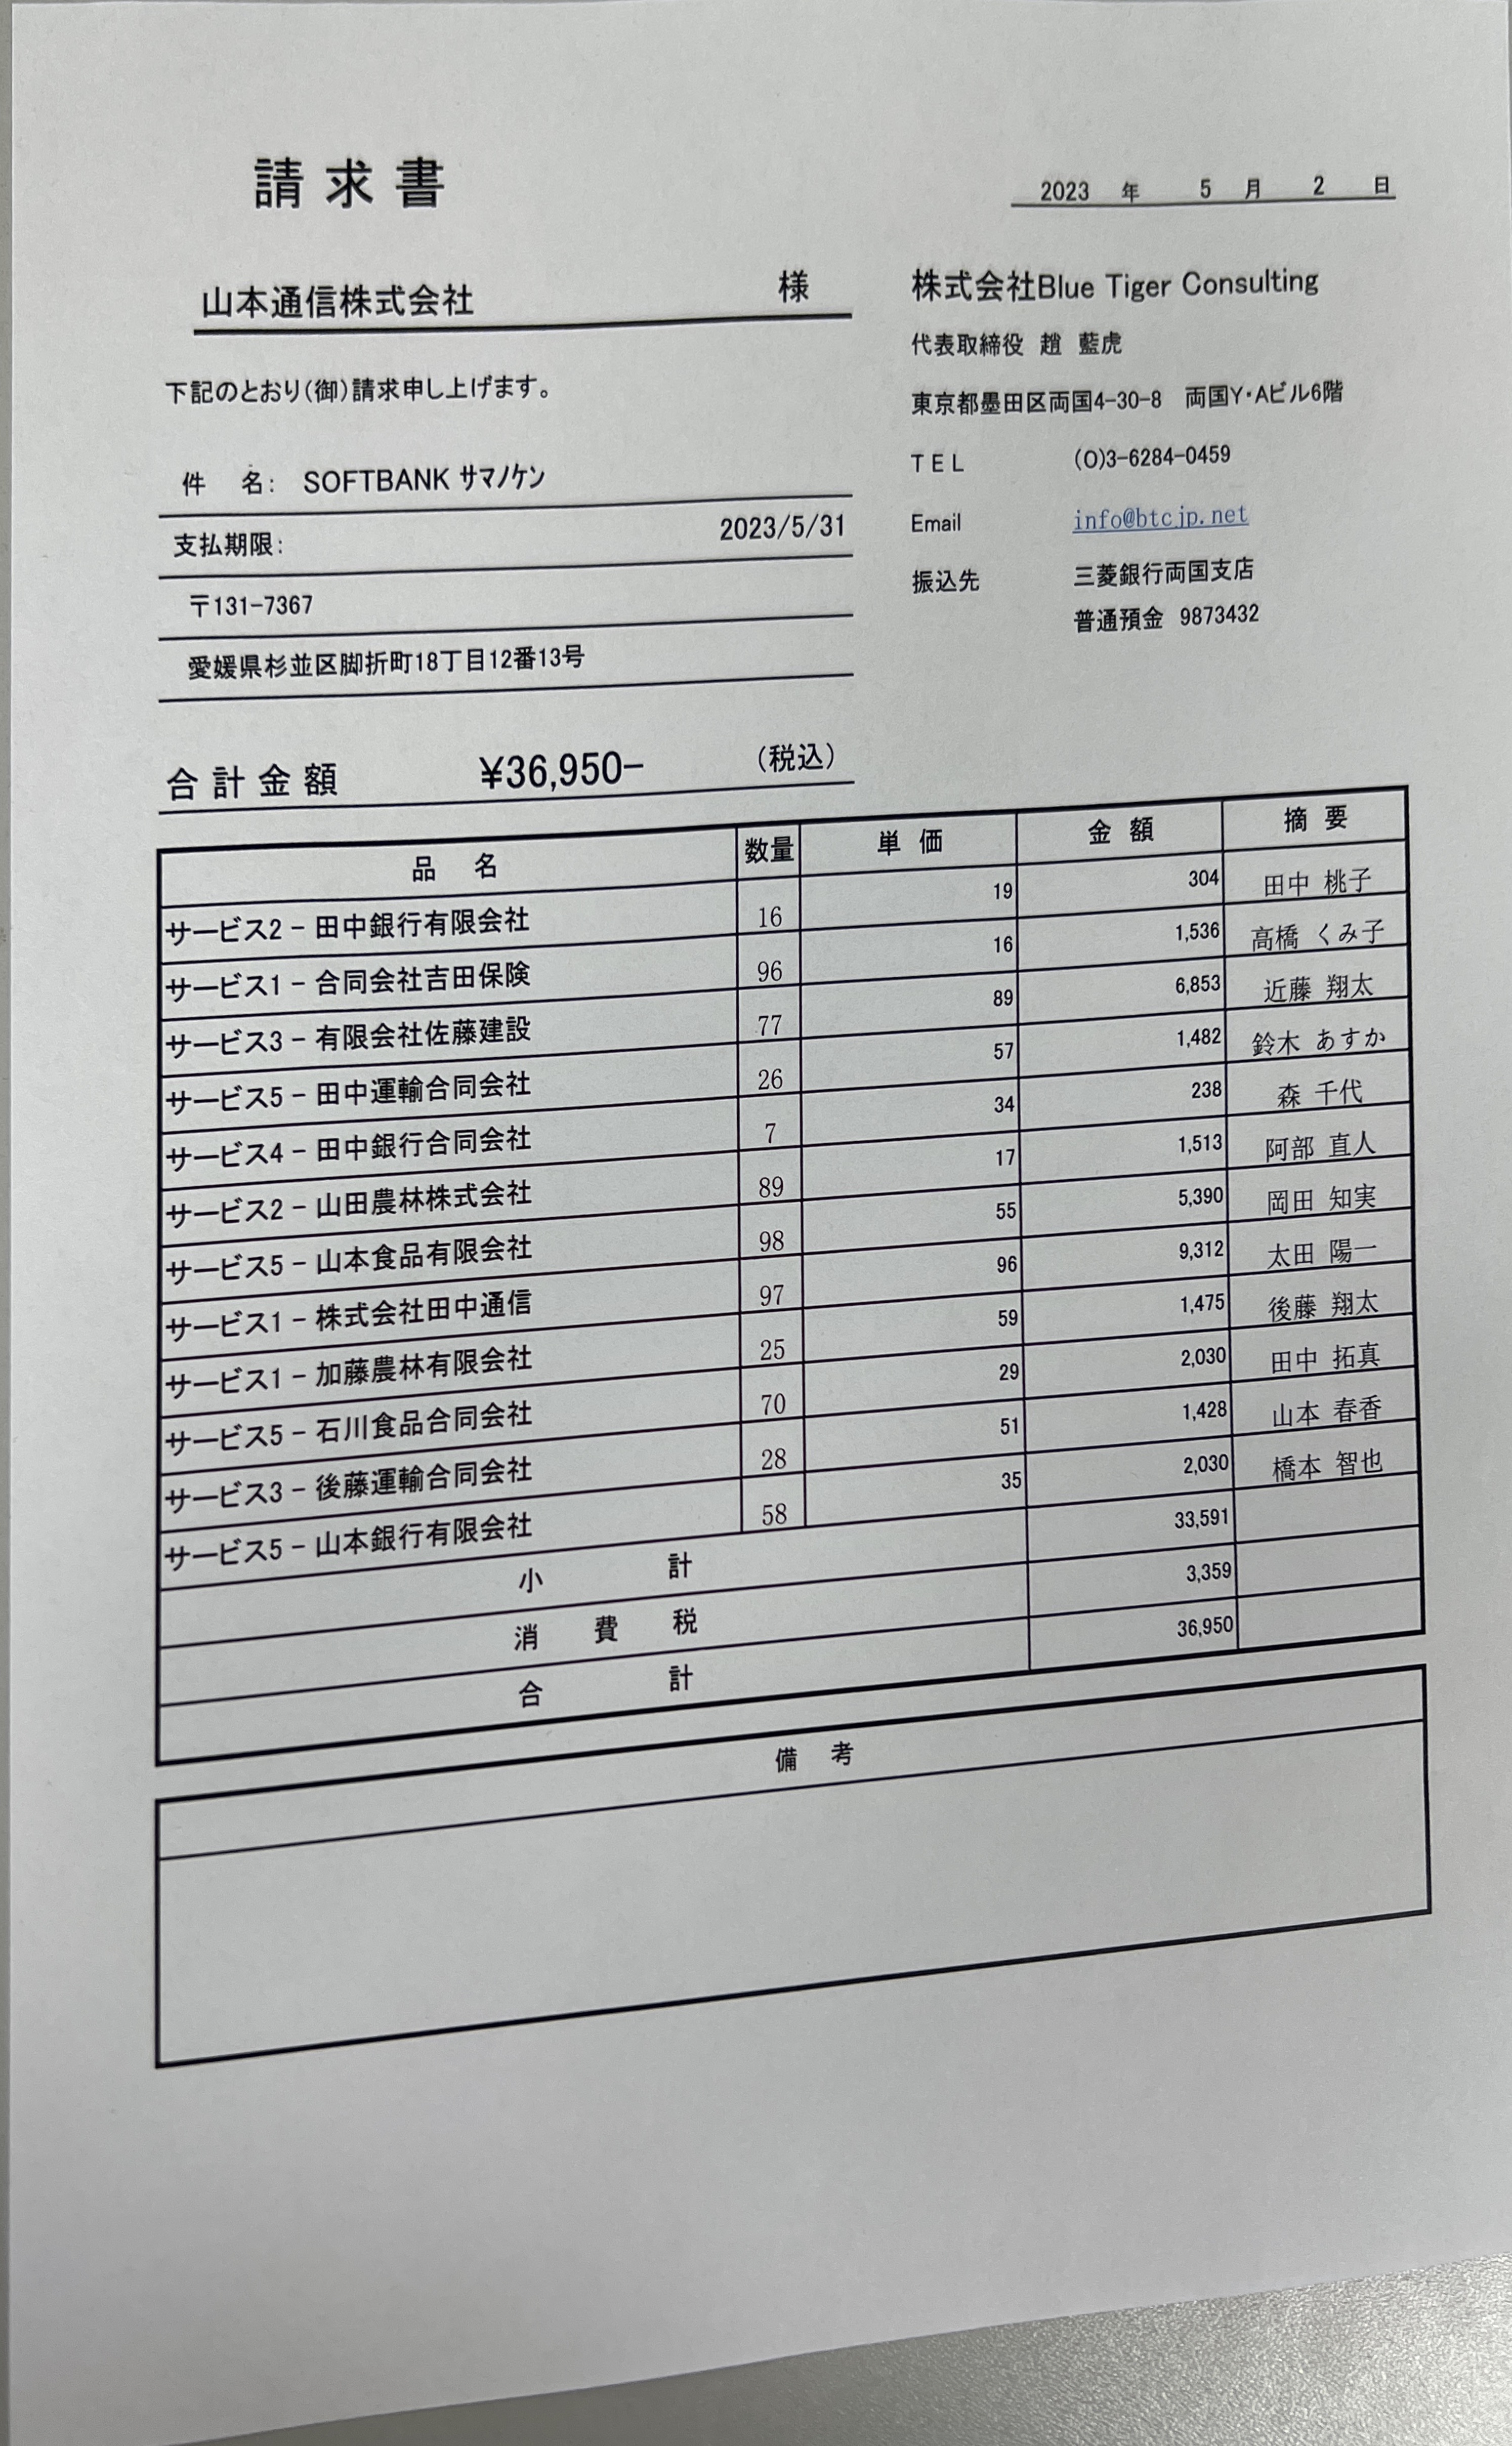 請求書
2023 年 5 月 2 日
山本通信株式会社 様
株式会社Blue Tiger Consulting
代表取締役 趙 藍虎
下記のとおり(御)請求申し上げます。
東京都墨田区両国4-30-8 両国Y・Aビル6階
TEL (0)3-6284-0459
件 名: SOFTBANK サマノケン
Email info@btcjp.net
支払期限: 2023/5/31
振込先 三菱銀行両国支店
普通預金 9873432
〒131-7367
愛媛県杉並区脚折町18丁目12番13号
合計金額 ¥36,950- (税込)
品 名 数量 単 価 金 額 摘 要
サービス2 - 田中銀行有限会社 16 19 304 田中 桃子
サービス1 - 合同会社吉田保険 96 16 1,536 高橋 くみ子
サービス3 - 有限会社佐藤建設 77 89 6,853 近藤 翔太
サービス5 - 田中運輸合同会社 26 57 1,482 鈴木 あすか
サービス4 - 田中銀行合同会社 7 34 238 森 千代
サービス2 - 山田農林株式会社 89 17 1,513 阿部 直人
サービス5 - 山本食品有限会社 98 55 5,390 岡田 知実
サービス1 - 株式会社田中通信 97 96 9,312 太田 陽一
サービス1 - 加藤農林有限会社 25 59 1,475 後藤 翔太
サービス5 - 石川食品合同会社 70 29 2,030 田中 拓真
サービス3 - 後藤運輸合同会社 28 51 1,428 山本 春香
サービス5 - 山本銀行有限会社 58 35 2,030 橋本 智也
小 計 33,591
消 費 税 3,359
合 計 36,950
備 考